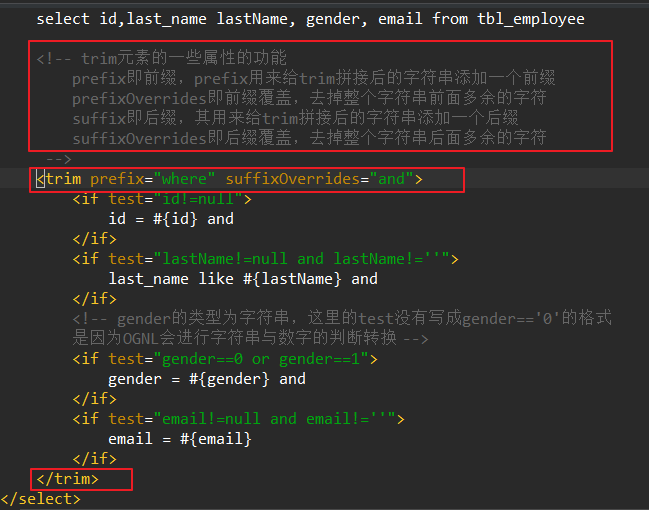 select id,last_name lastName, gender, email from tbl_employee
<!-- trim元素的一些属性的功能
prefix即前缀，prefix用来给trim拼接后的字符串添加一个前缀
prefixOverrides即前缀覆盖，去掉整个字符串前面多余的字符
suffix即后缀，其用来给trim拼接后的字符串添加一个后缀
suffixOverrides即后缀覆盖，去掉整个字符串后面多余的字符
-->
<trim prefix="where" suffixOverrides="and">
<if test="id!=null">
id = #{id} and
</if>
<if test="lastName!=null and lastName!=''">
last_name like #{lastName} and
</if>
<!-- gender的类型为字符串，这里的test没有写成gender=='0'的格式
是因为OGNL会进行字符串与数字的判断转换 -->
<if test="gender==0 or gender==1">
gender = #{gender} and
</if>
<if test="email!=null and email!=''">
email = #{email}
</if>
</trim>
</select>